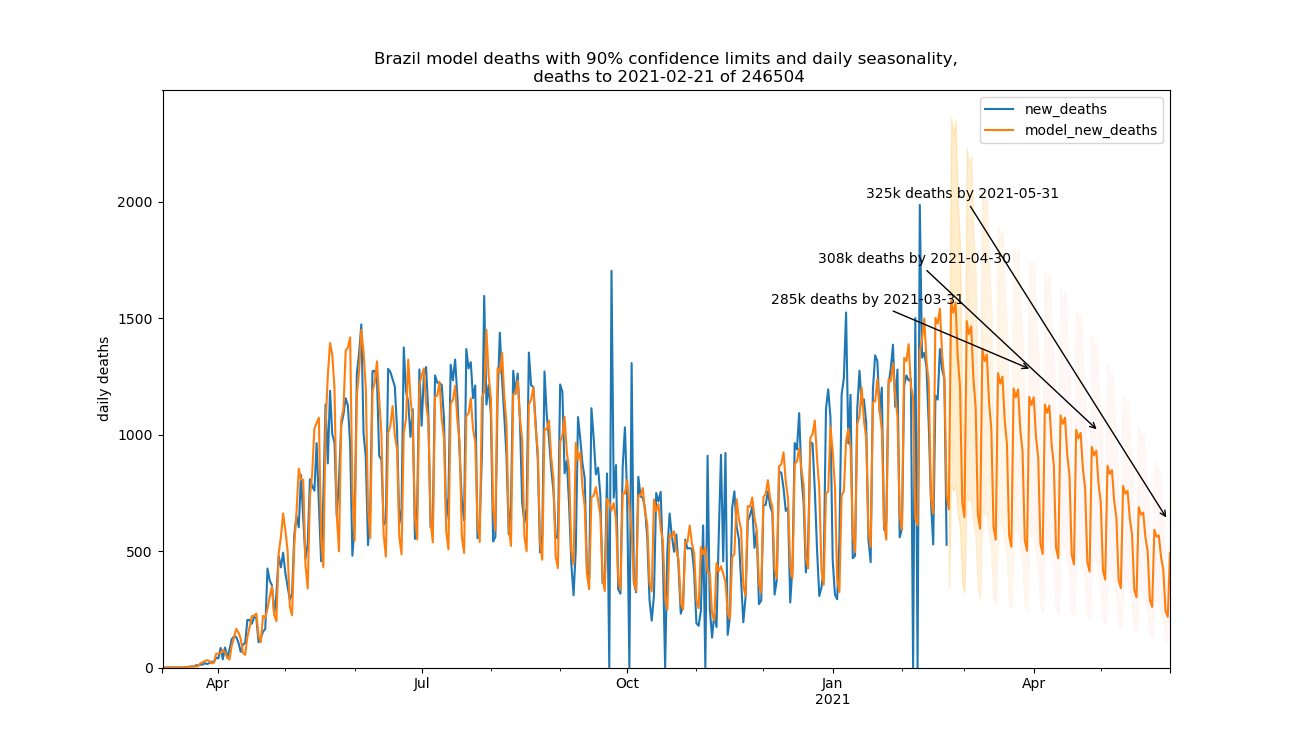 Brazil model deaths with 90% confidence limits and daily seasonality,
deaths to 2021-02-21 of 246504
new_deaths
model_new_deaths
325k deaths by 2021-05-31
308k deaths by 2021-04-30
285k deaths by 2021-03-31
daily deaths
2000
1500
1000
500
0
Apr
Jul
Oct
Jan
2021
Apr